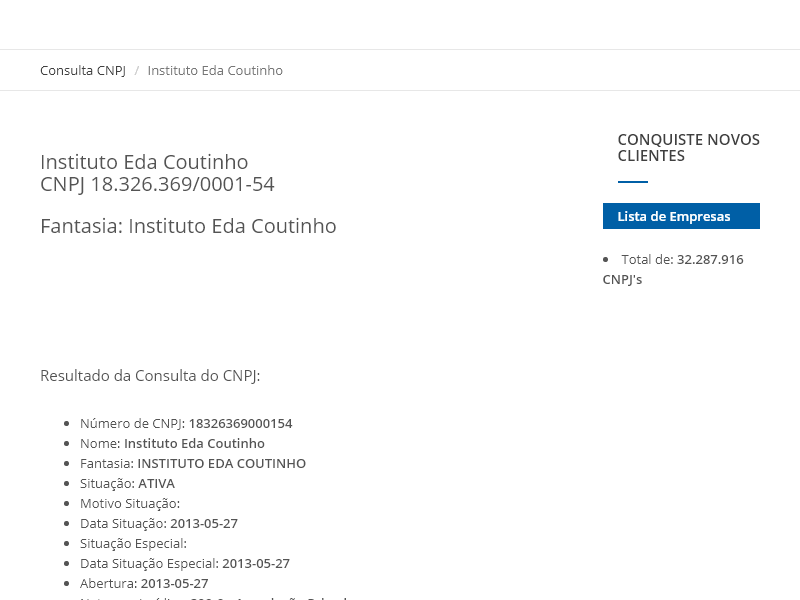 Consulta CNPJ / Instituto Eda Coutinho
Instituto Eda Coutinho
CNPJ 18.326.369/0001-54
Fantasia: Instituto Eda Coutinho
CONQUISTE NOVOS
CLIENTES
Lista de Empresas
Total de: 32.287.916
CNPJ's
Resultado da Consulta do CNPJ:
Número de CNPJ: 18326369000154
Nome: Instituto Eda Coutinho
Fantasia: INSTITUTO EDA COUTINHO
Situação: ATIVA
Motivo Situação:
Data Situação: 2013-05-27
Situação Especial:
Data Situação Especial: 2013-05-27
Abertura: 2013-05-27